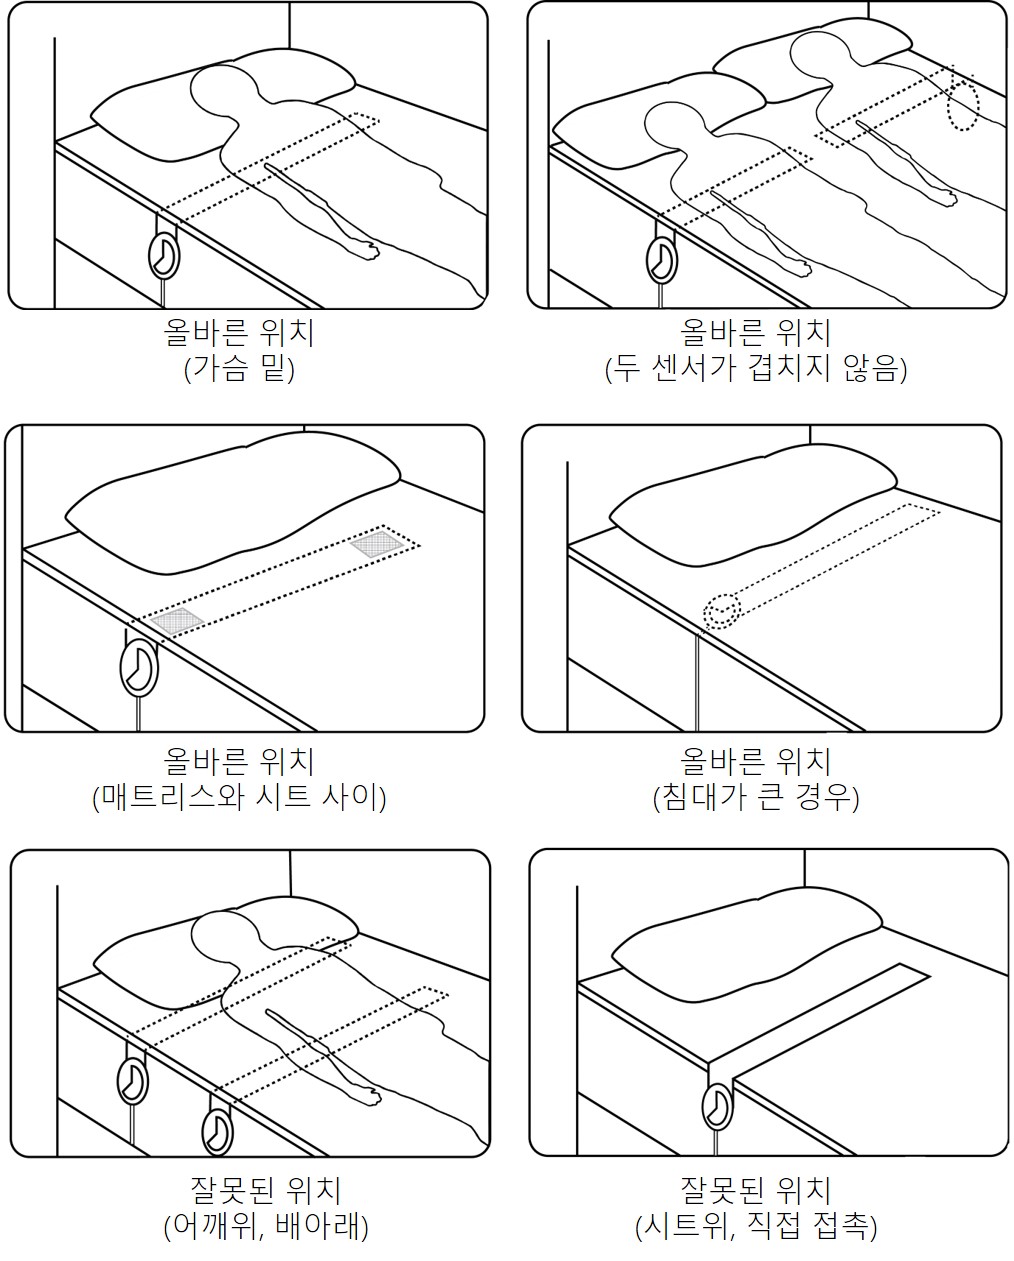 올바른 위치
(가슴 밑)
올바른 위치
(두 센서가 겹치지 않음)
올바른 위치
(매트리스와 시트 사이)
올바른 위치
(침대가 큰 경우)
잘못된 위치
(어깨위, 배아래)
잘못된 위치
(시트위, 직접 접촉)